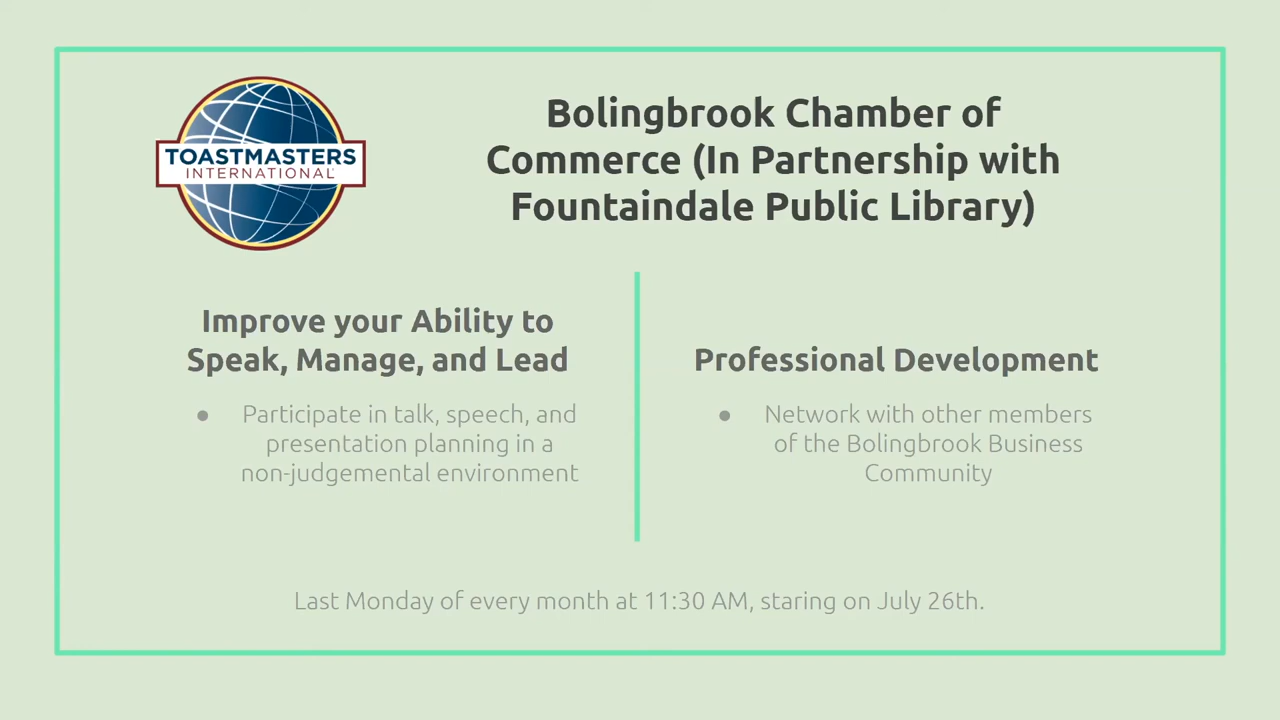 TOASTMASTERS
INTERNATIONAL
Bolingbrook Chamber of
Commerce (In Partnership with
Fountaindale Public Library)
Improve your Ability to
Speak, Manage, and Lead
● Participate in talk, speech, and
presentation planning in a
non-judgemental environment
Professional Development
● Network with other members
of the Bolingbrook Business
Community
Last Monday of every month at 11:30 AM, staring on July 26th.